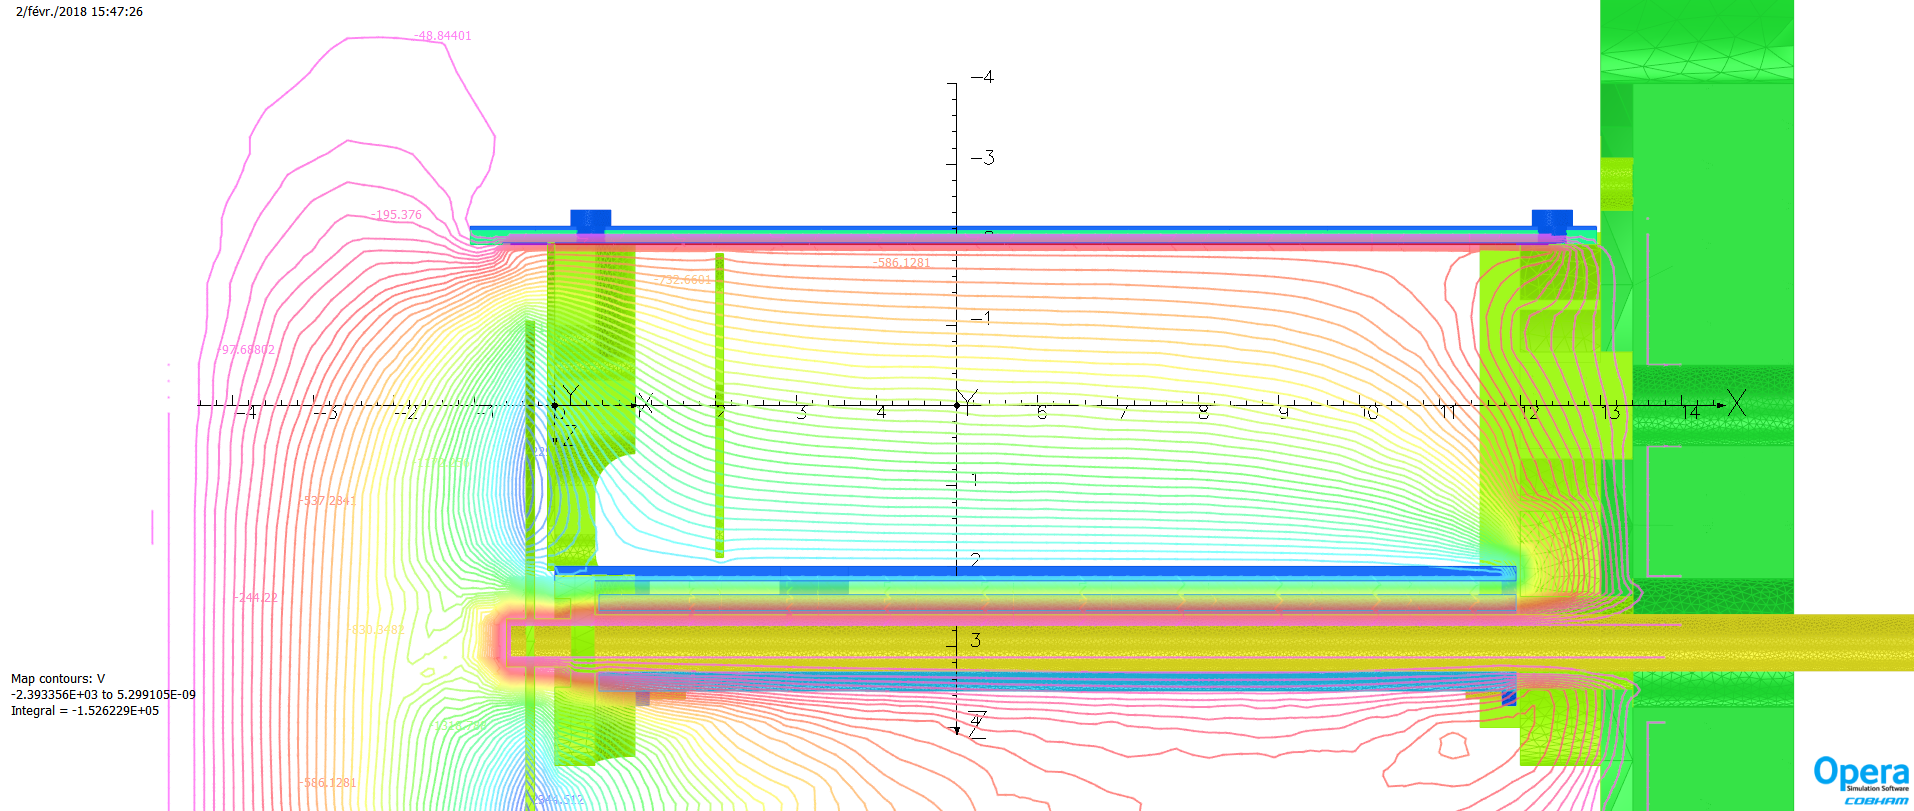 2/févr./2018 15:47:26
-48.84401
-4
-3
-195.376
-586.1281
-732.6601
-1
-97.68802
Y
X
Z
-4 -3 -2 -1 1 2 3 4 Y 6 7 8 9 10 11 12 13 14 X
1
-537.2841
2
-244.22
-830.3482
3
Map contours: V
-2.393356E+03 to 5.299105E-09
Integral = -1.526229E+05
4
Z
-586.1281
Opera
Simulation Software
COBHAM